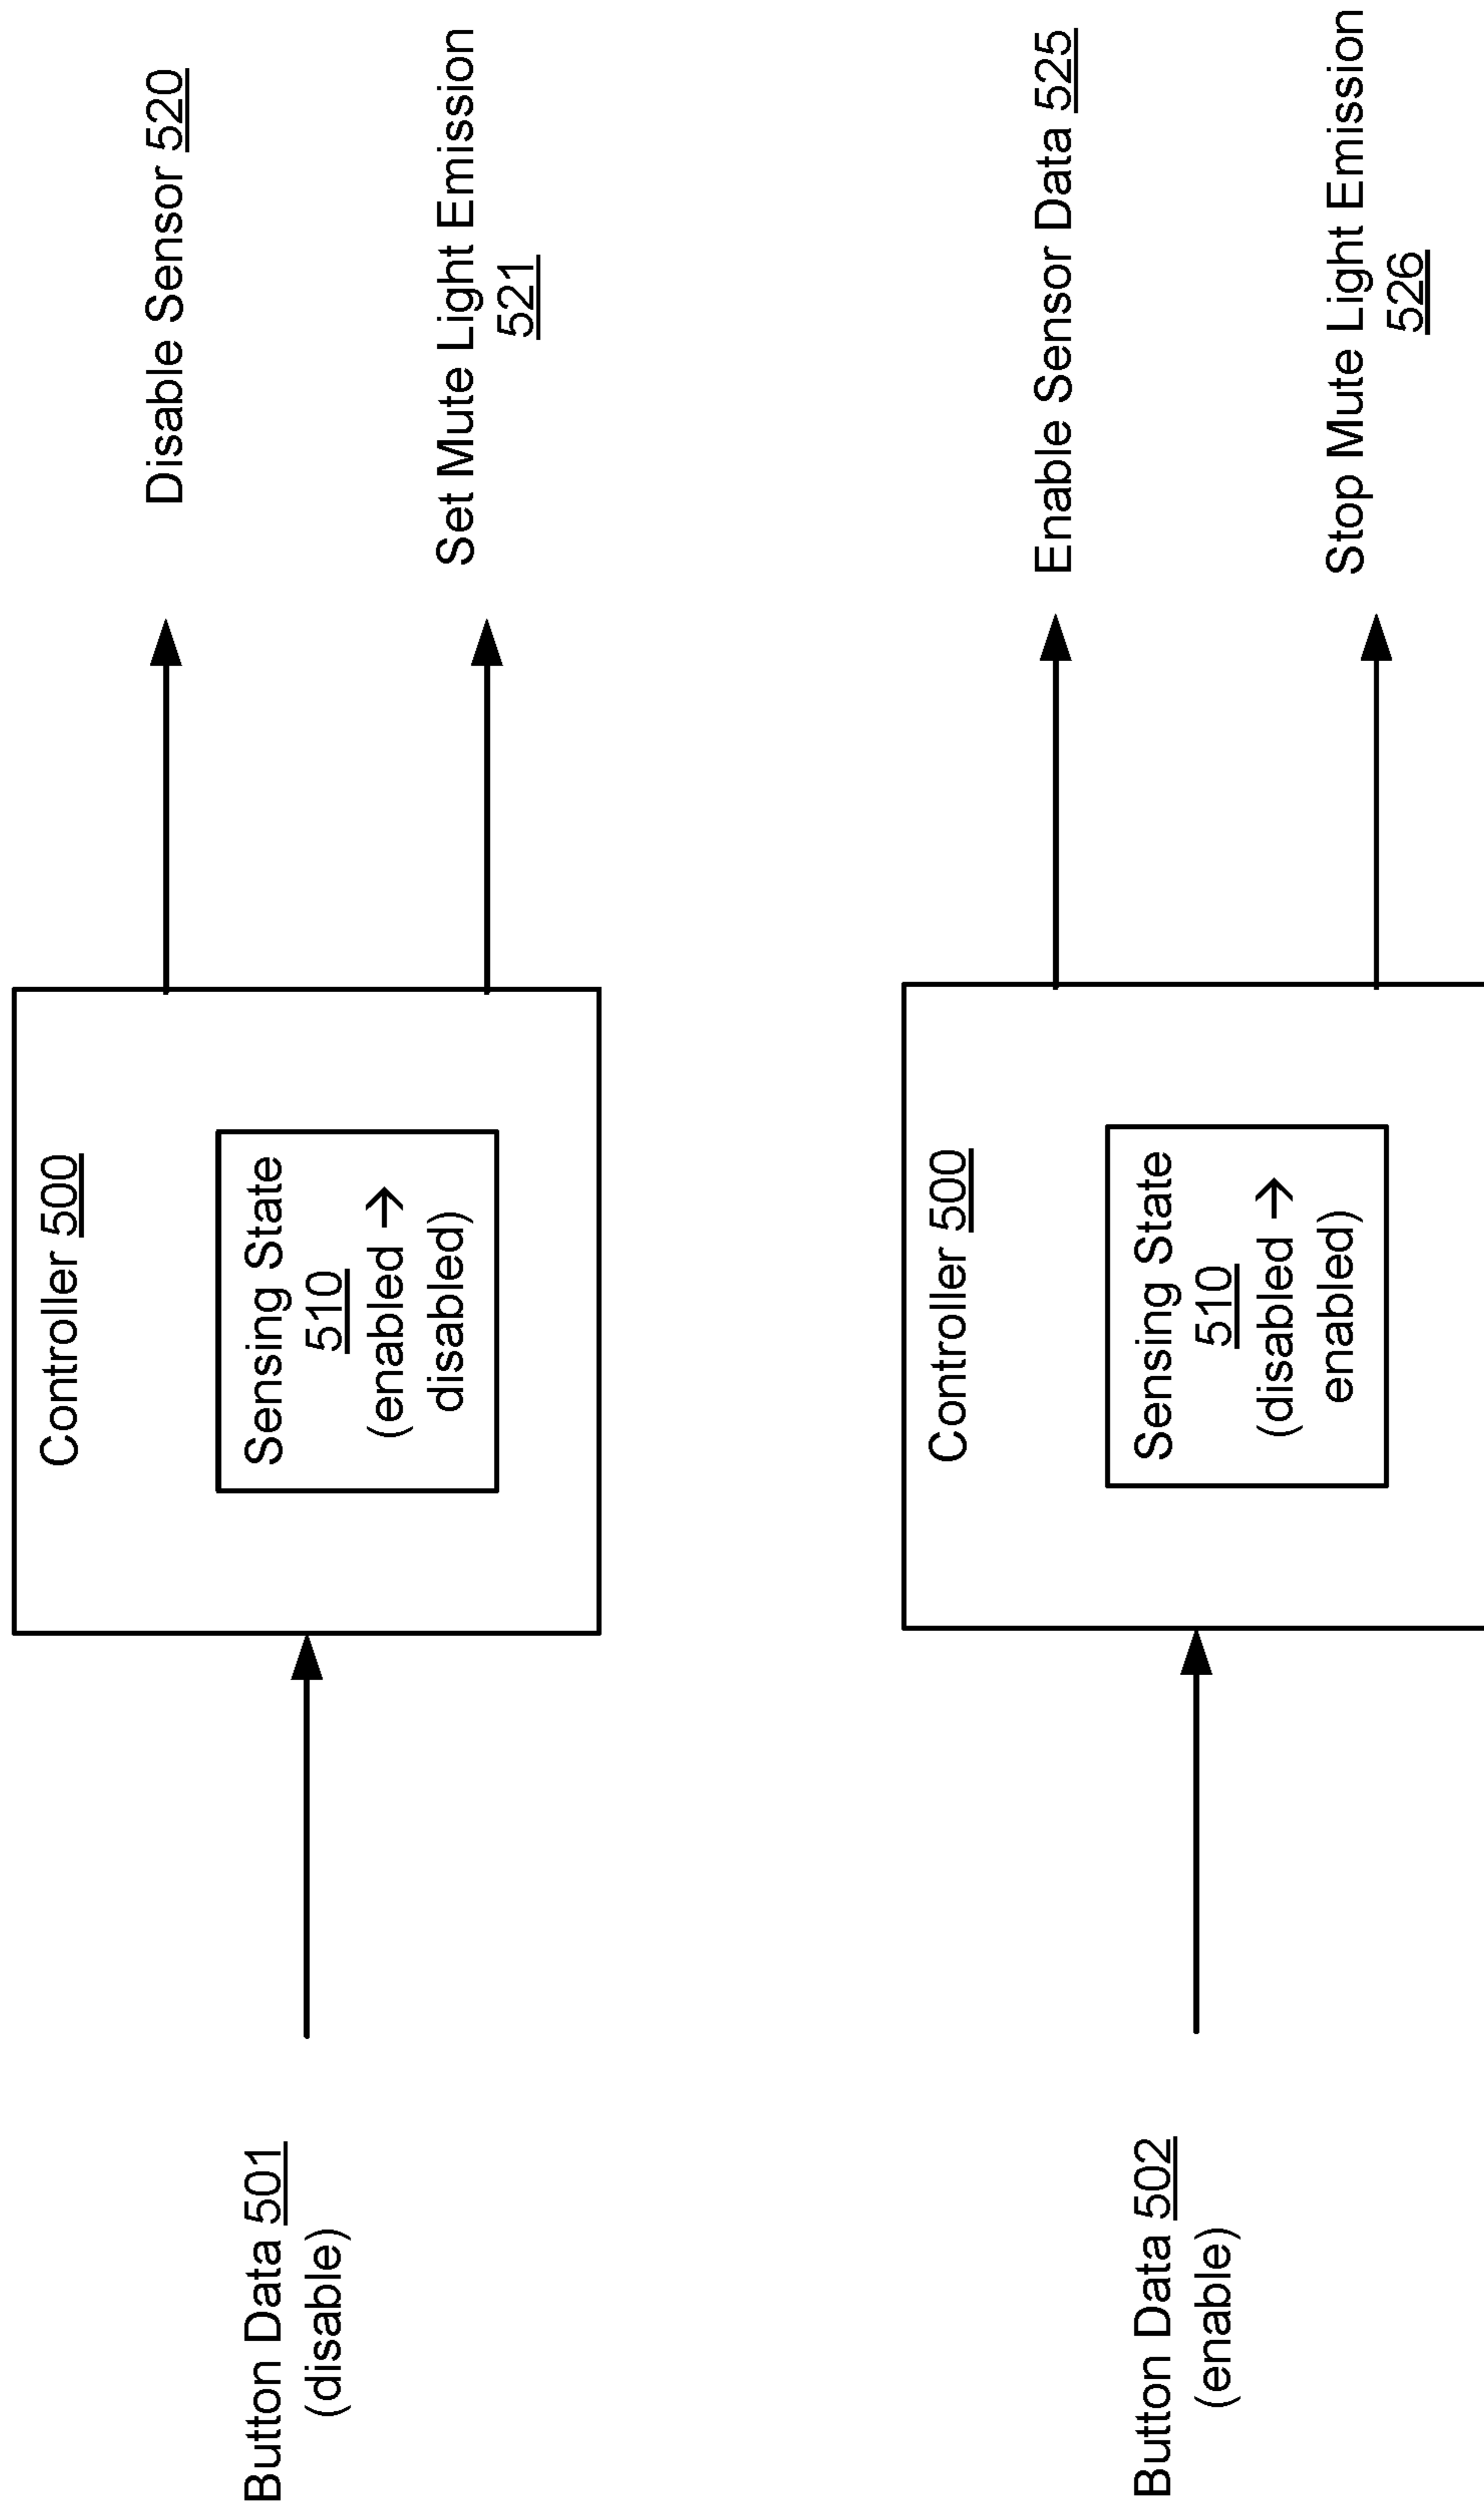 Button Data 501
(disable)
Controller 500
Sensing State
510
(enabled →
disabled)
Disable Sensor 520
Set Mute Light Emission
521
Button Data 502
(enable)
Controller 500
Sensing State
510
(disabled →
enabled)
Enable Sensor Data 525
Stop Mute Light Emission
526